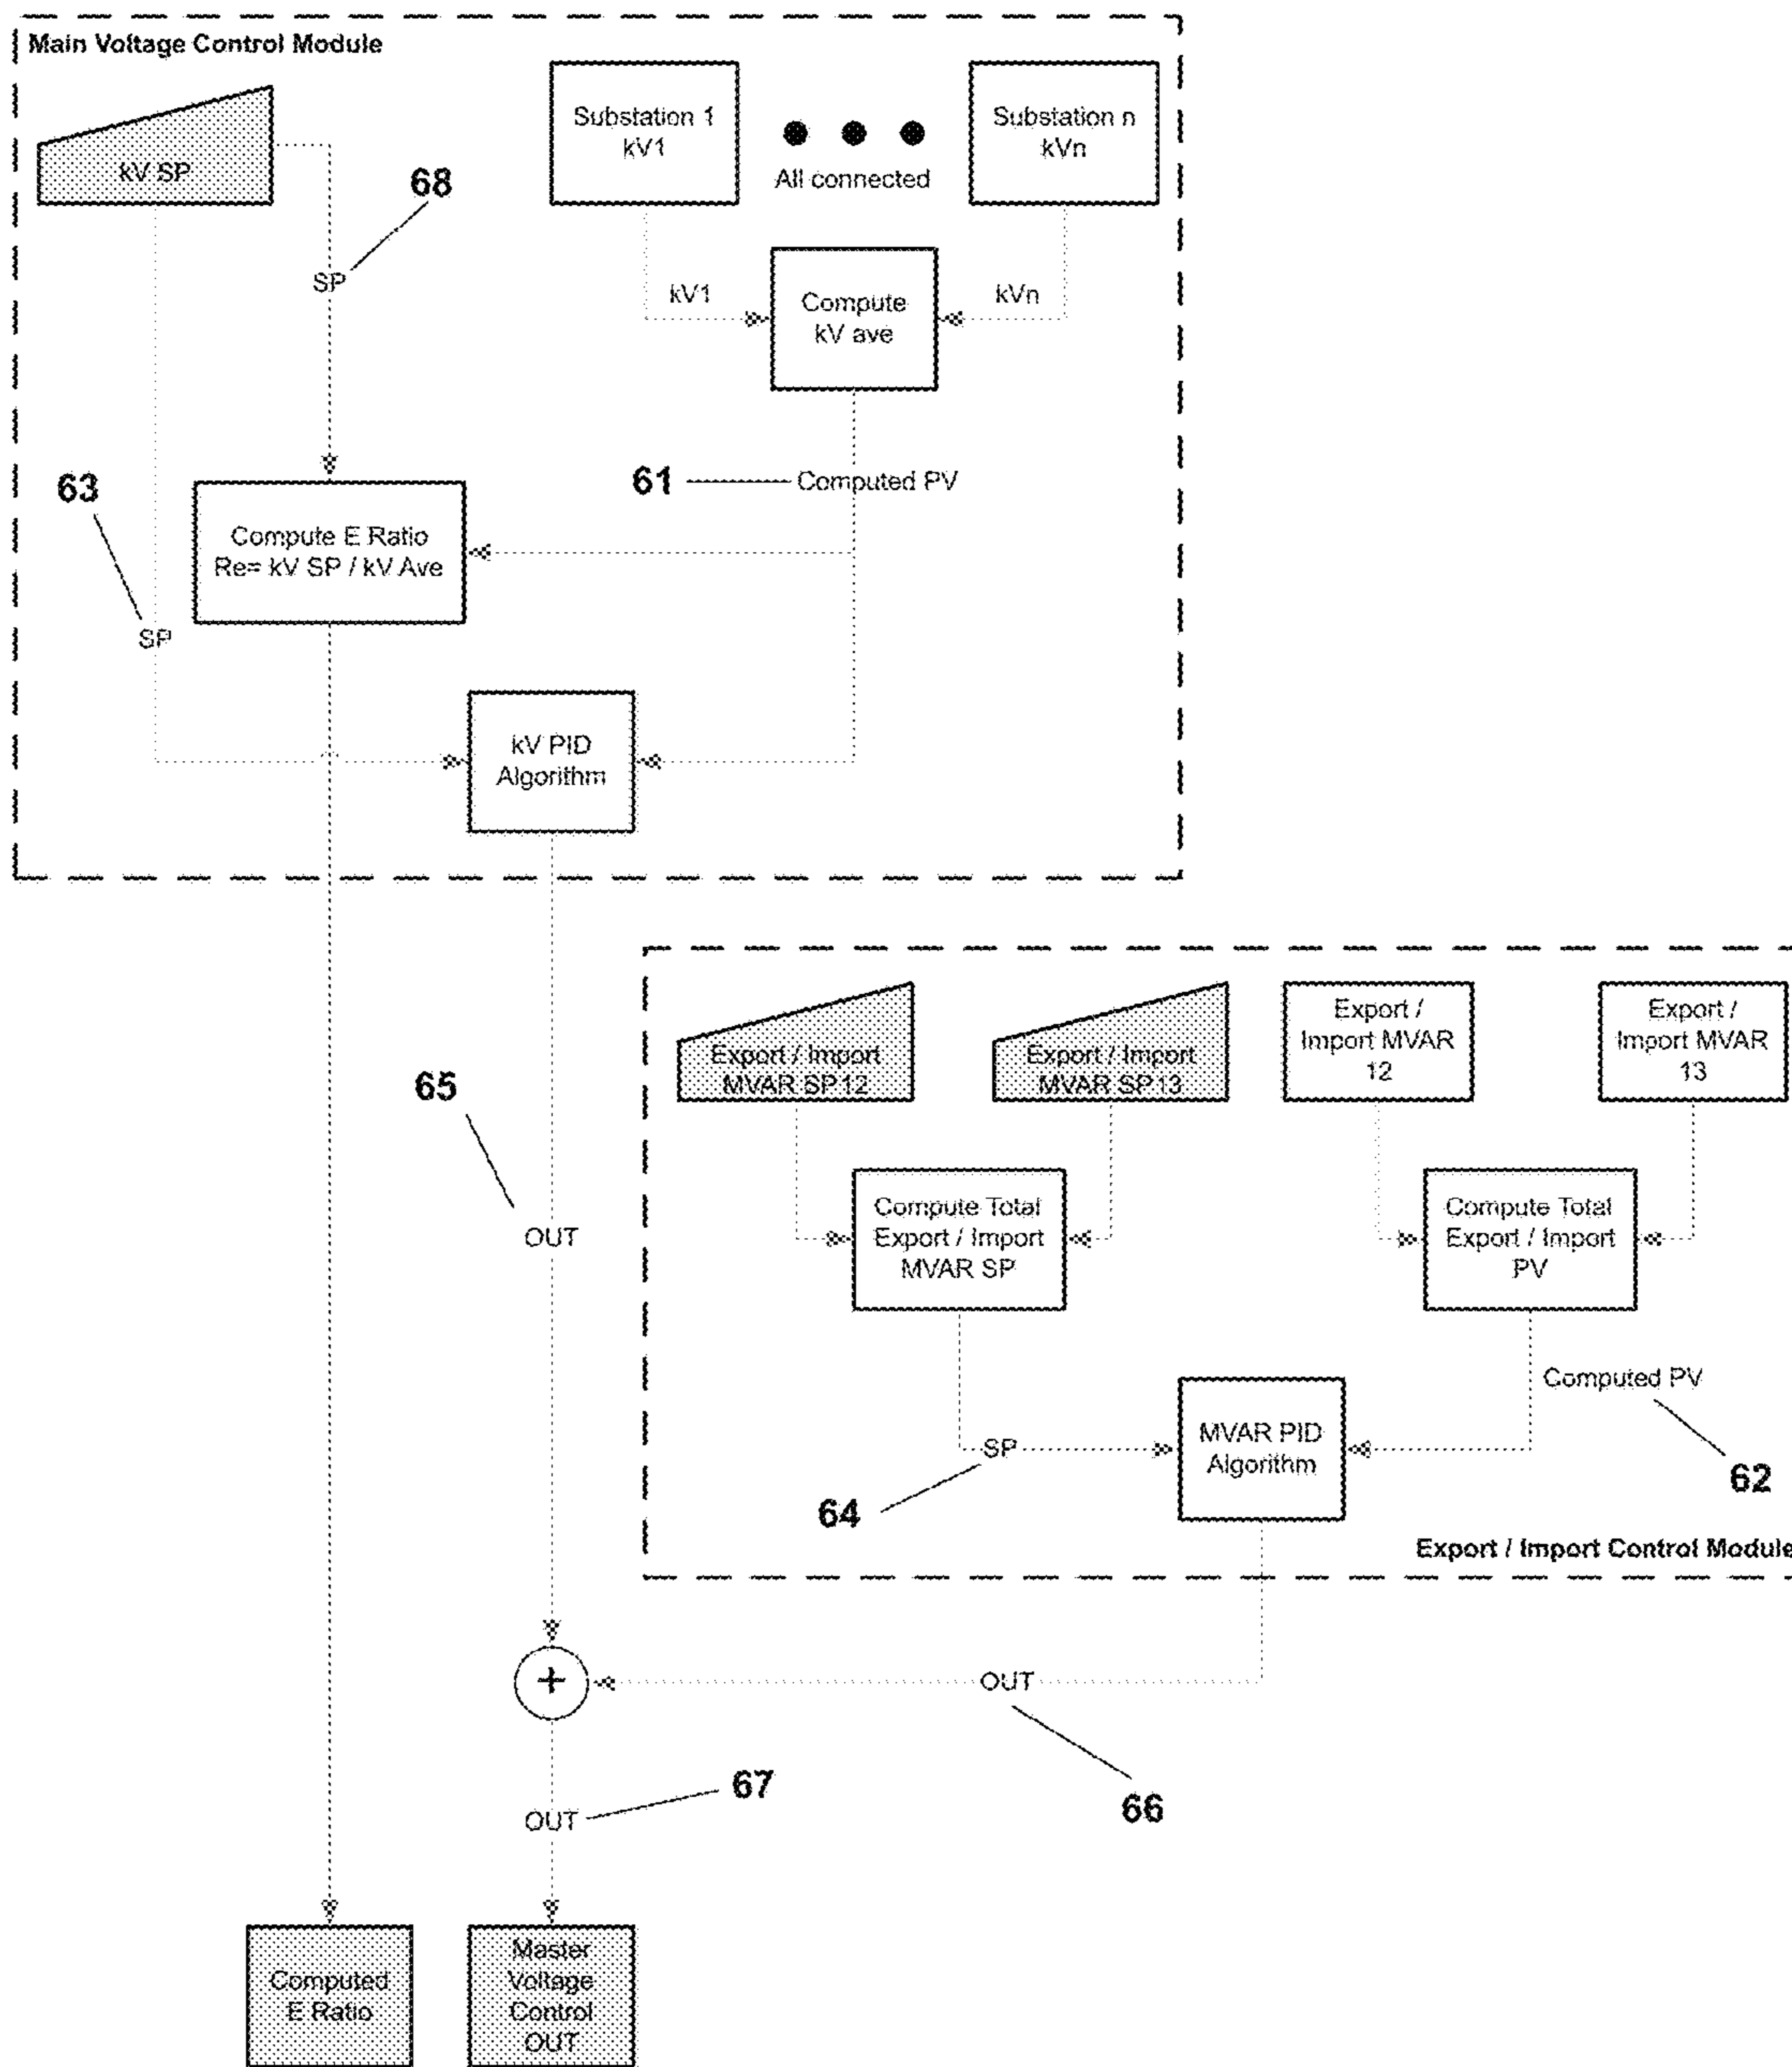 Main Voltage Control Module
kV SP
Substation 1
kV1
All connected
Substation n
kVn
68
SP
kV1
Compute
kV ave
kVn
63
61
Computed PV
Compute E Ratio
Re= kV SP / kV Ave
SP
kV PID
Algorithm
Export / Import
MVAR SP12
Export / Import
MVAR SP13
Export /
Import MVAR
12
Export /
Import MVAR
13
65
OUT
Compute Total
Export / Import
MVAR SP
Compute Total
Export / Import
PV
Computed PV
SP
MVAR PID
Algorithm
64
62
Export / Import Control Module
+
OUT
67
66
OUT
Computed
E Ratio
Master
Voltage
Control
OUT